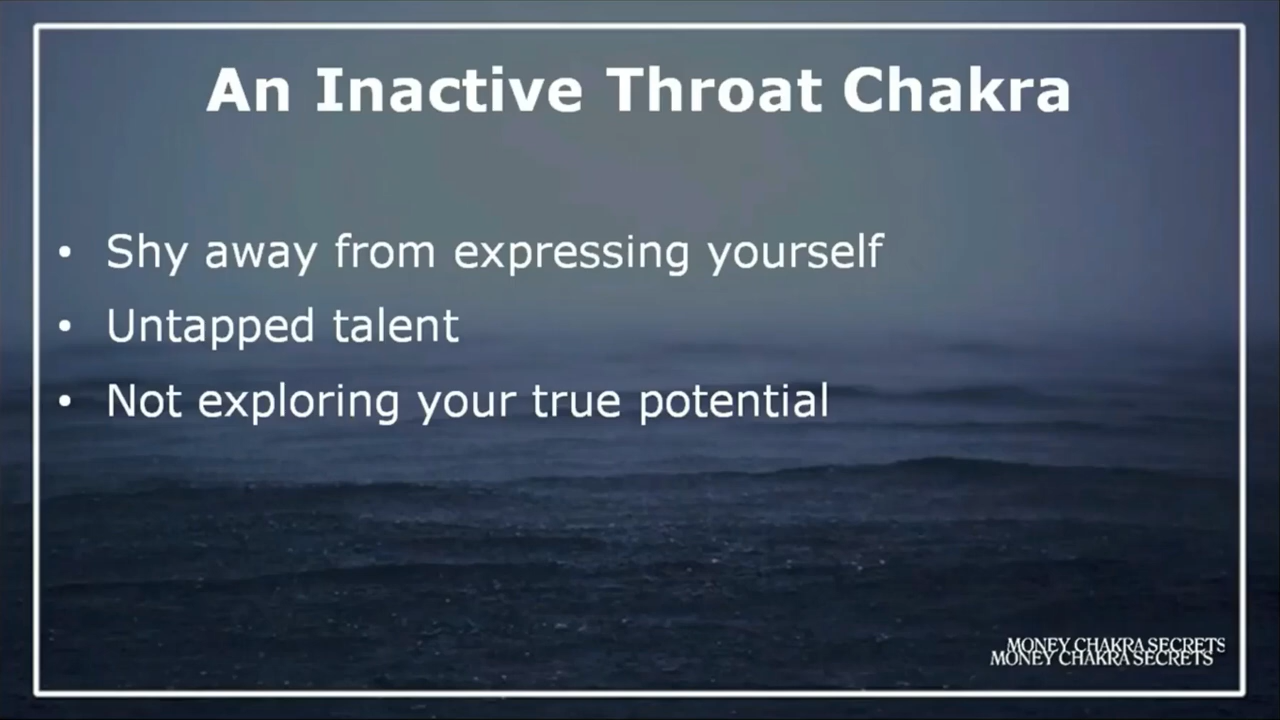 An Inactive Throat Chakra
• Shy away from expressing yourself
• Untapped talent
• Not exploring your true potential
MONEY CHAKRA SECRETS
MONEY CHAKRA SECRETS